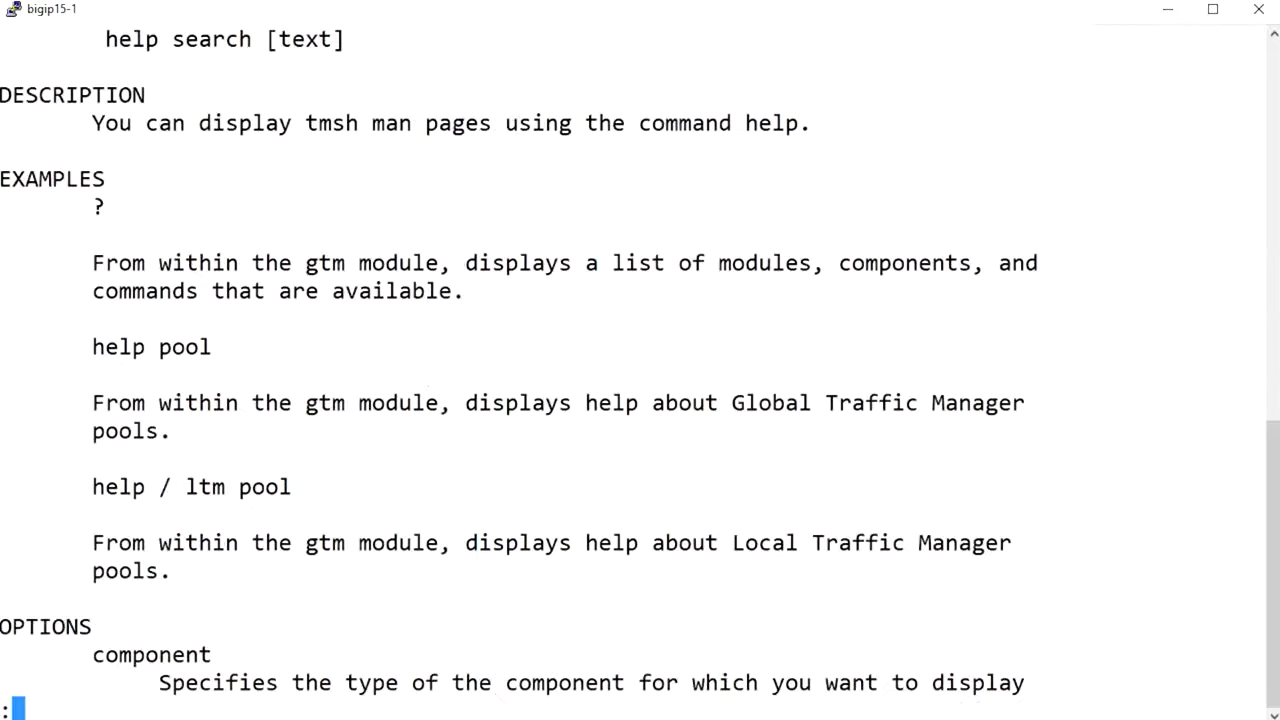 bigip15-1
help search [text]
DESCRIPTION
You can display tmsh man pages using the command help.
EXAMPLES
?
From within the gtm module, displays a list of modules, components, and
commands that are available.
help pool
From within the gtm module, displays help about Global Traffic Manager
pools.
help / ltm pool
From within the gtm module, displays help about Local Traffic Manager
pools.
OPTIONS
component
Specifies the type of the component for which you want to display
: